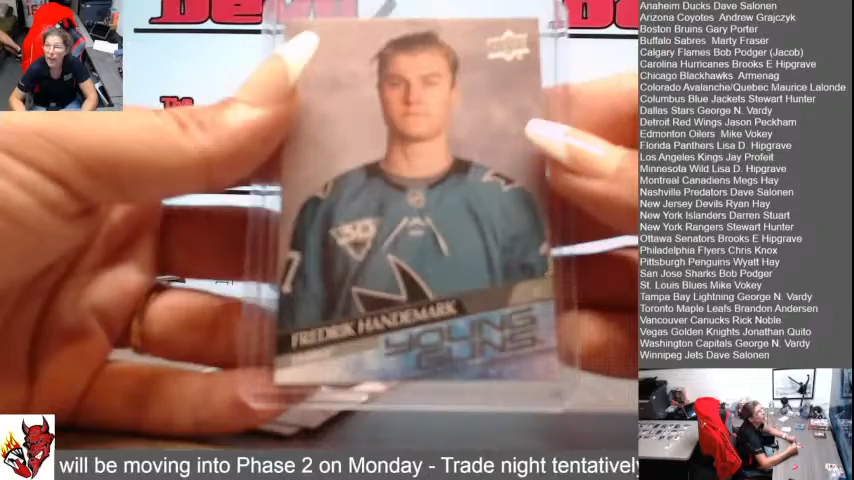 Anaheim Ducks Dave Salonen
Arizona Coyotes Andrew Grajczyk
Boston Bruins Gary Porter
Buffalo Sabres Marty Fraser
Calgary Flames Bob Podger (Jacob)
Carolina Hurricanes Brooks E Hipgrave
Chicago Blackhawks Armenag
Colorado Avalanche/Quebec Maurice Lalonde
Columbus Blue Jackets Stewart Hunter
Dallas Stars George N. Vardy
Detroit Red Wings Jason Peckham
Edmonton Oilers Mike Vokey
Florida Panthers Lisa D. Hipgrave
Los Angeles Kings Jay Profeit
Minnesota Wild Lisa D. Hipgrave
Montreal Canadiens Megs Hay
Nashville Predators Dave Salonen
New Jersey Devils Ryan Hay
New York Islanders Darren Stuart
New York Rangers Stewart Hunter
Ottawa Senators Brooks E Hipgrave
Philadelphia Flyers Chris Knox
Pittsburgh Penguins Wyatt Hay
San Jose Sharks Bob Podger
St. Louis Blues Mike Vokey
Tampa Bay Lightning George N. Vardy
Toronto Maple Leafs Brandon Andersen
Vancouver Canucks Rick Noble
Vegas Golden Knights Jonathan Quito
Washington Capitals George N. Vardy
Winnipeg Jets Dave Salonen
The
30
FREDRIK HANDEMARK
YOUNG
GUNS
will be moving into Phase 2 on Monday - Trade night tentatively